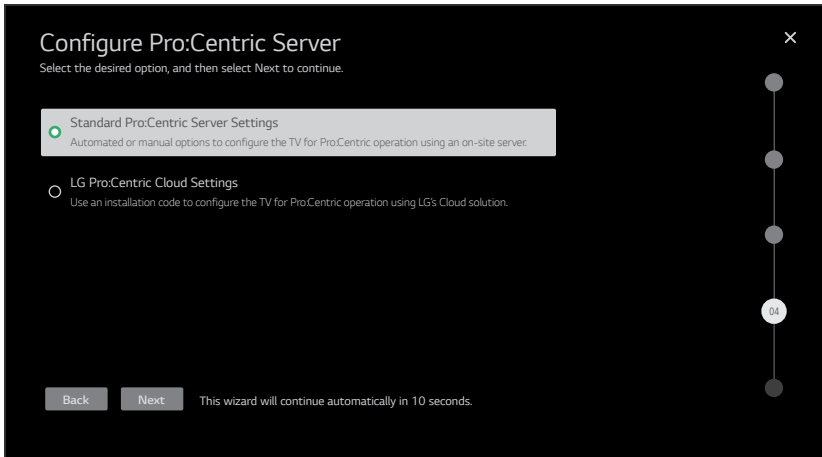 Configure Pro:Centric Server
Select the desired option, and then select Next to continue.
Standard Pro:Centric Server Settings
Automated or manual options to configure the TV for Pro:Centric operation using an on-site server.
LG Pro:Centric Cloud Settings
Use an installation code to configure the TV for Pro:Centric operation using LG's Cloud solution.
04
Back
Next
This wizard will continue automatically in 10 seconds.